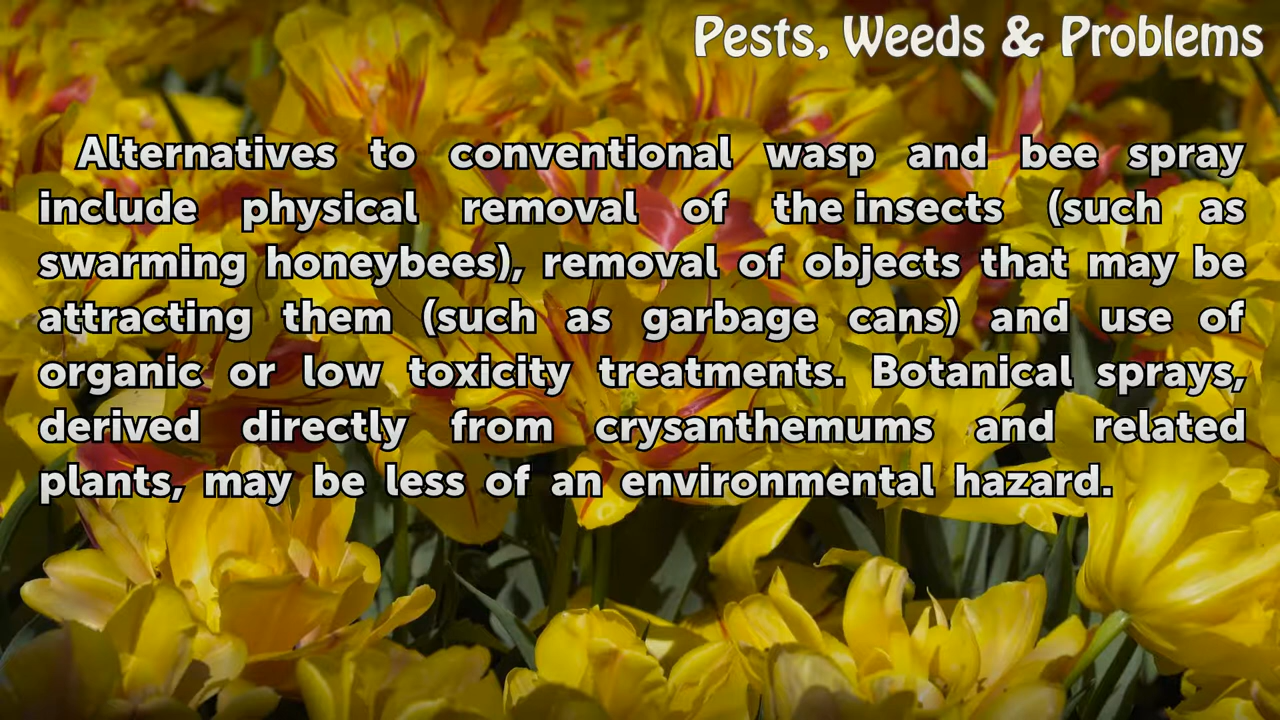 Pests, Weeds & Problems
Alternatives to conventional wasp and bee spray
include physical removal of the insects (such as
swarming honeybees), removal of objects that may be
attracting them (such as garbage cans) and use of
organic or low toxicity treatments. Botanical sprays,
derived directly from crysanthemums and related
plants, may be less of an environmental hazard.